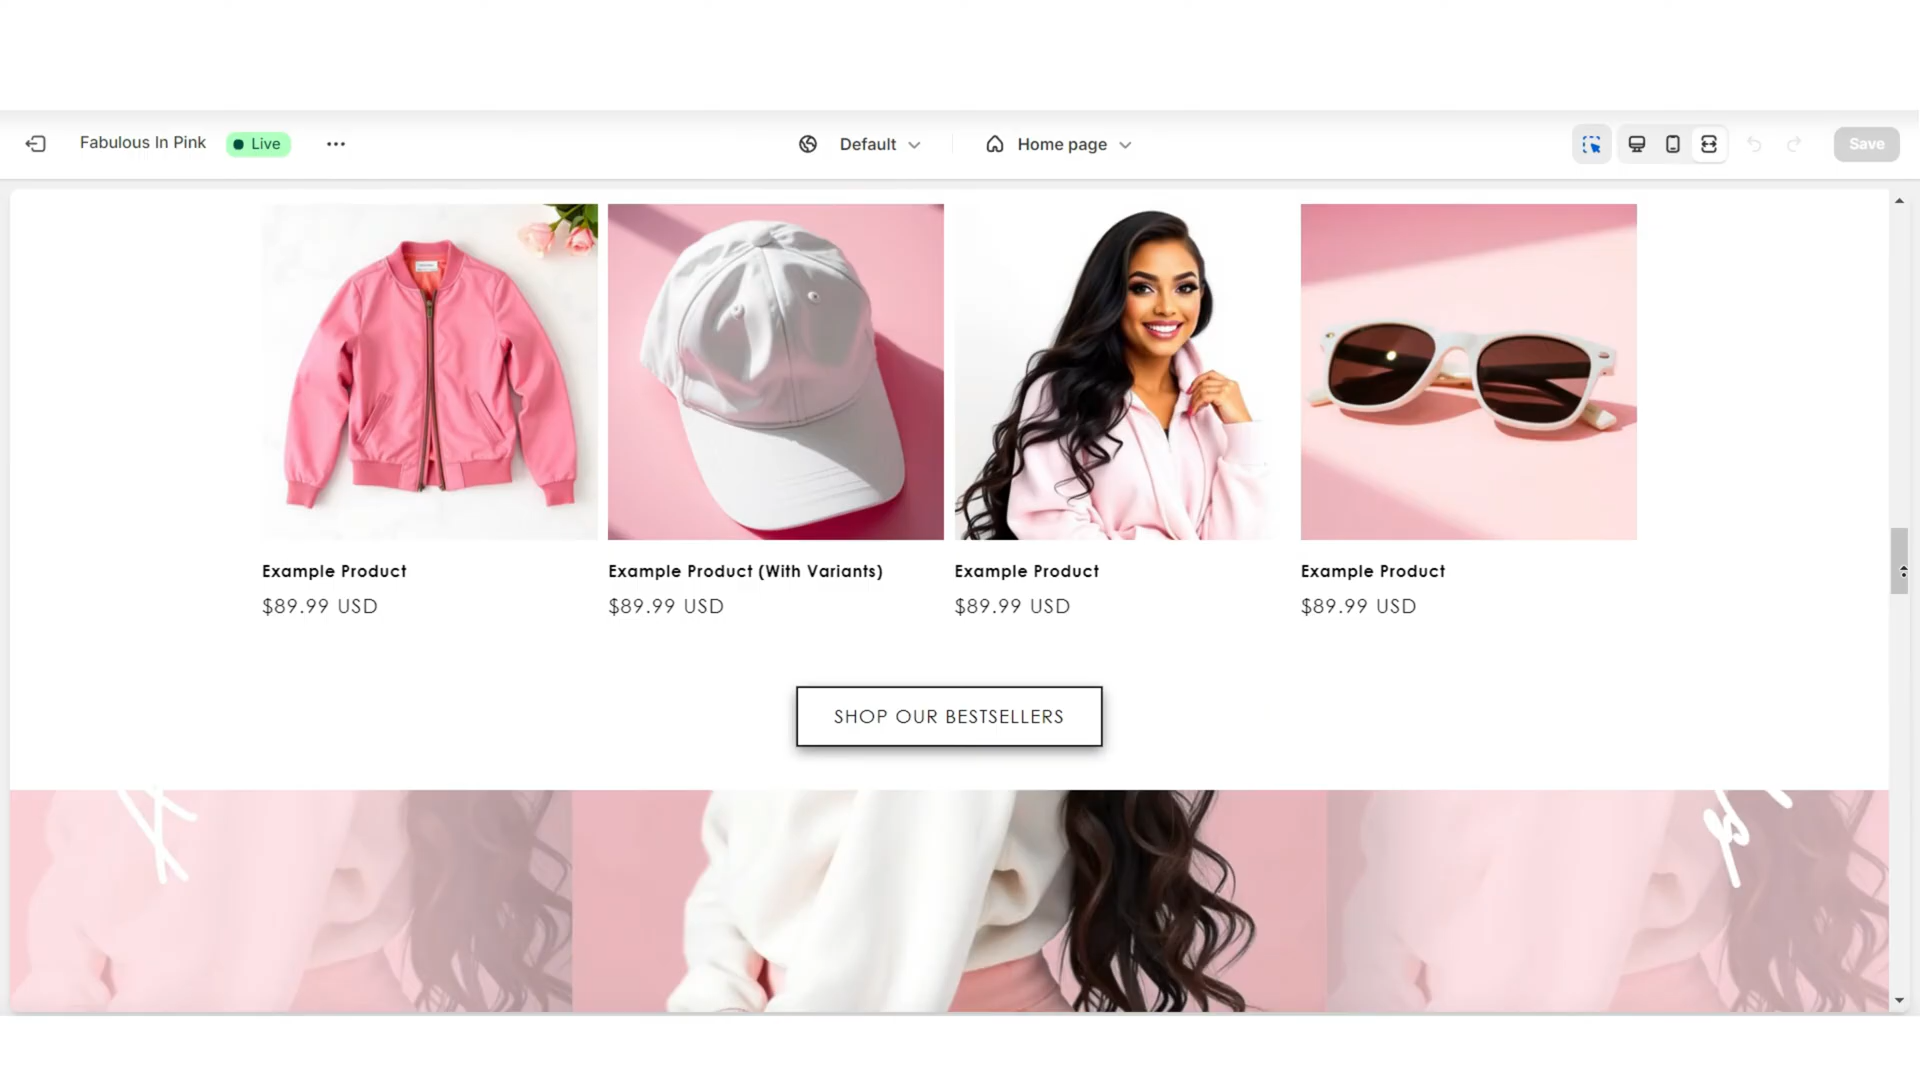 Fabulous In Pink
Live
Default
Home page
Save
Example Product
$89.99 USD
Example Product (With Variants)
$89.99 USD
Example Product
$89.99 USD
Example Product
$89.99 USD
SHOP OUR BESTSELLERS